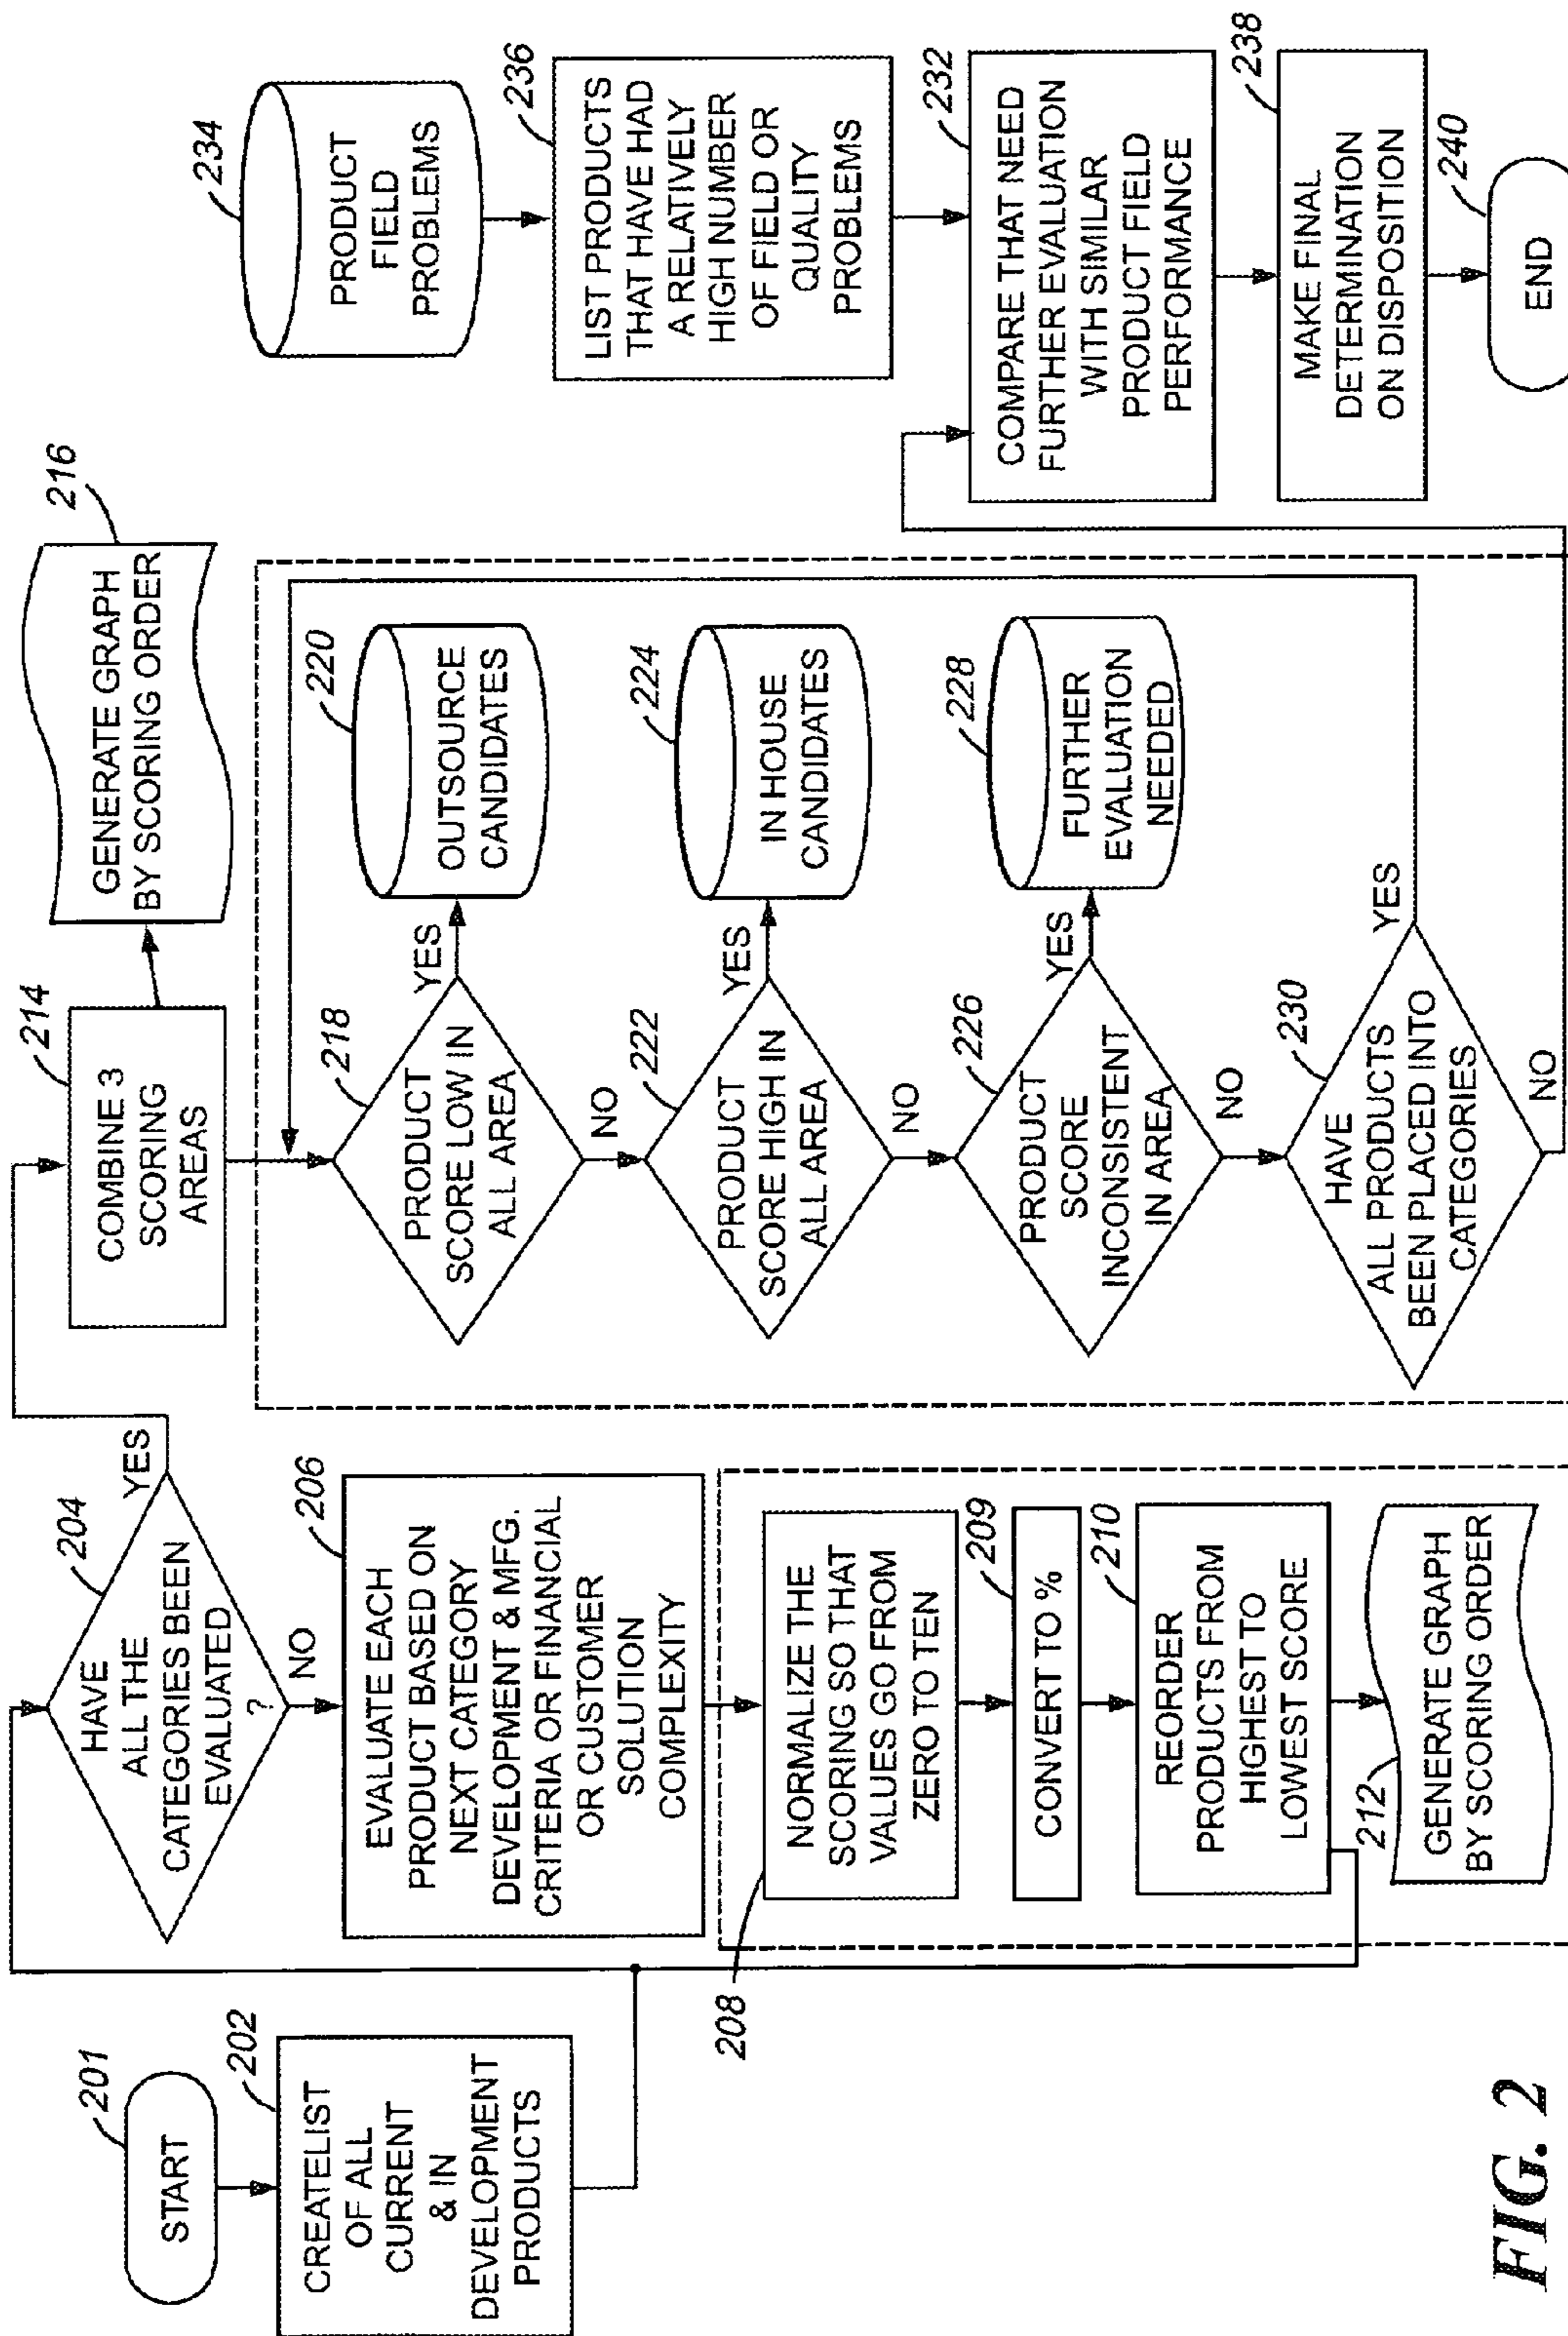 201
START
202
CREATELIST
OF ALL
CURRENT
& IN
DEVELOPMENT
PRODUCTS
204
HAVE
ALL THE
CATEGORIES BEEN
EVALUATED
?
YES
NO
206
EVALUATE EACH
PRODUCT BASED ON
NEXT CATEGORY
DEVELOPMENT & MFG.
CRITERIA OR FINANCIAL
OR CUSTOMER
SOLUTION
COMPLEXITY
208
NORMALIZE THE
SCORING SO THAT
VALUES GO FROM
ZERO TO TEN
209
CONVERT TO %
210
REORDER
PRODUCTS FROM
HIGHEST TO
LOWEST SCORE
212
GENERATE GRAPH
BY SCORING ORDER
214
COMBINE 3
SCORING
AREAS
216
GENERATE GRAPH
BY SCORING ORDER
218
PRODUCT
SCORE LOW IN
ALL AREA
YES
NO
220
OUTSOURCE
CANDIDATES
222
PRODUCT
SCORE HIGH IN
ALL AREA
YES
NO
224
IN HOUSE
CANDIDATES
226
PRODUCT
SCORE
INCONSISTENT
IN AREA
YES
NO
228
FURTHER
EVALUATION
NEEDED
230
HAVE
ALL PRODUCTS
BEEN PLACED INTO
CATEGORIES
YES
NO
234
PRODUCT
FIELD
PROBLEMS
236
LIST PRODUCTS
THAT HAVE HAD
A RELATIVELY
HIGH NUMBER
OF FIELD OR
QUALITY
PROBLEMS
232
COMPARE THAT NEED
FURTHER EVALUATION
WITH SIMILAR
PRODUCT FIELD
PERFORMANCE
238
MAKE FINAL
DETERMINATION
ON DISPOSITION
240
END
FIG. 2